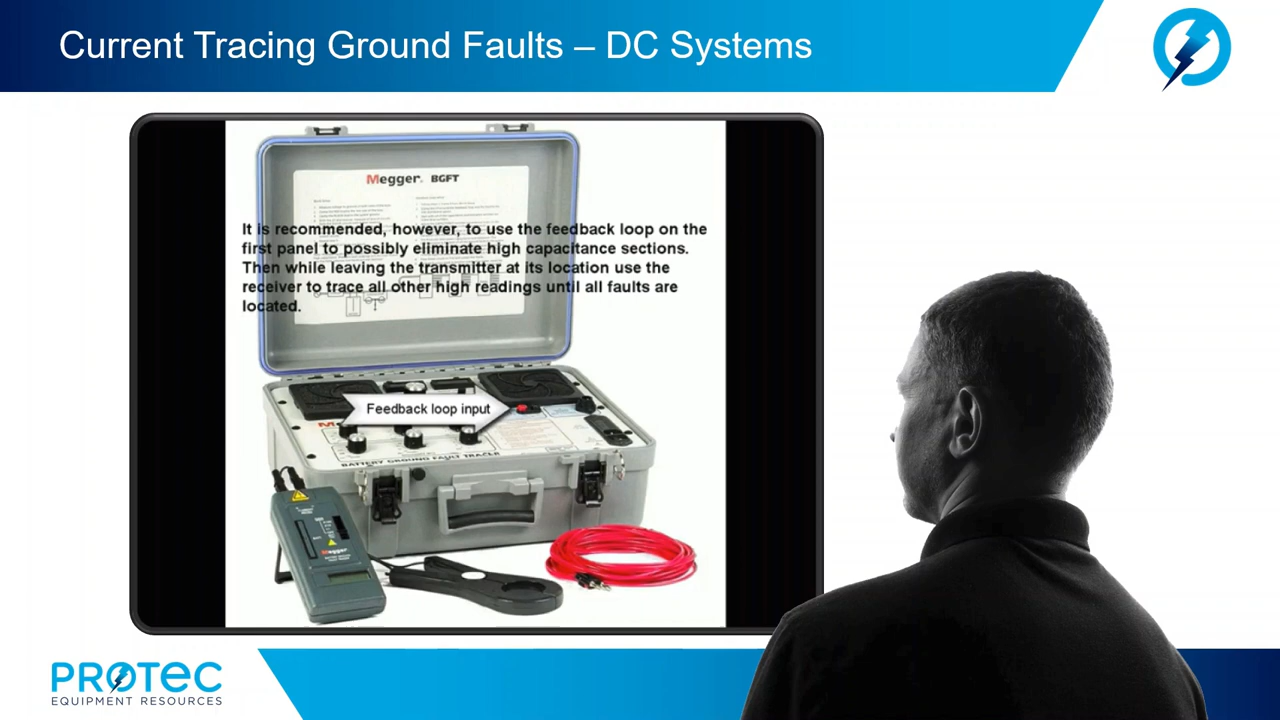 Current Tracing Ground Faults – DC Systems
Megger. BGFT
It is recommended, however, to use the feedback loop on the
first panel to possibly eliminate high capacitance sections.
Then while leaving the transmitter at its location use the
receiver to trace all other high readings until all faults are
located.
Feedback loop input
BATTERY GROUND FAULT TRACER
Megger
PROTEC
EQUIPMENT RESOURCES